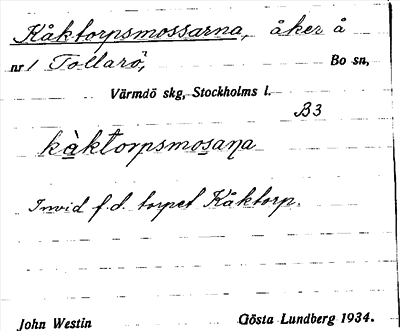 Kåktorpsmossarna, åker å
nr 1 Tollarö, Bo sn,
Värmdö skg, Stockholms l.
B3
kàktorpsmosaꞃa
Invid f.d. torpet Kåktorp.
John Westin Gösta Lundberg 1934.